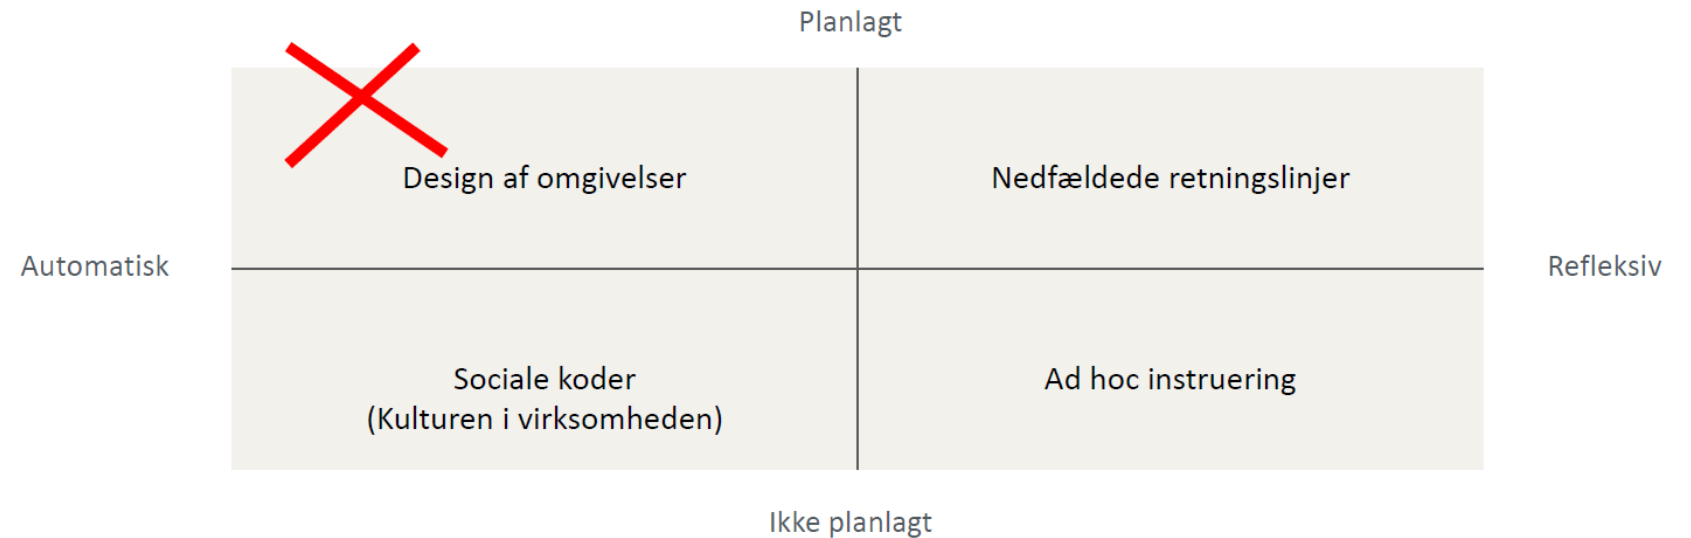 Planlagt
Design af omgivelser
Nedfældede retningslinjer
Automatisk
Refleksiv
Sociale koder
(Kulturen i virksomheden)
Ad hoc instruering
Ikke planlagt